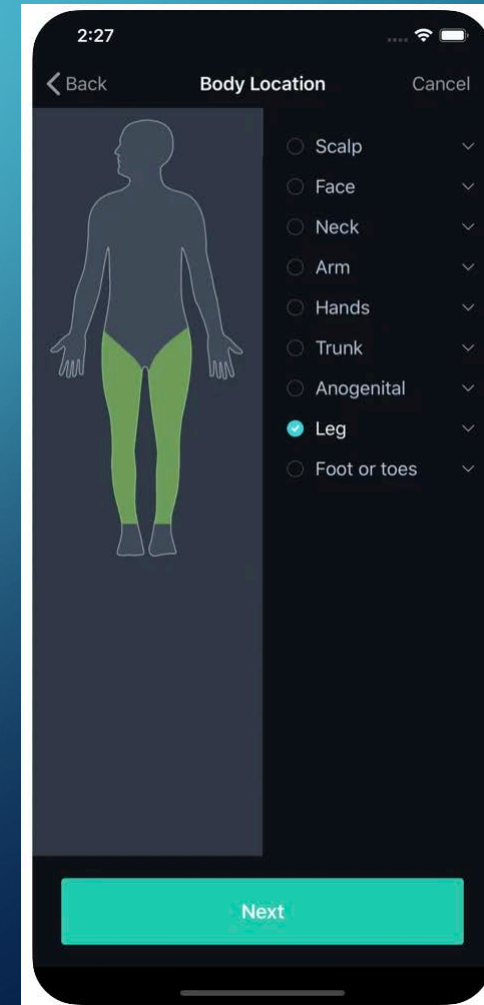 2:27
Back Body Location Cancel
Scalp
Face
Neck
Arm
Hands
Trunk
Anogenital
Leg
Foot or toes
Next